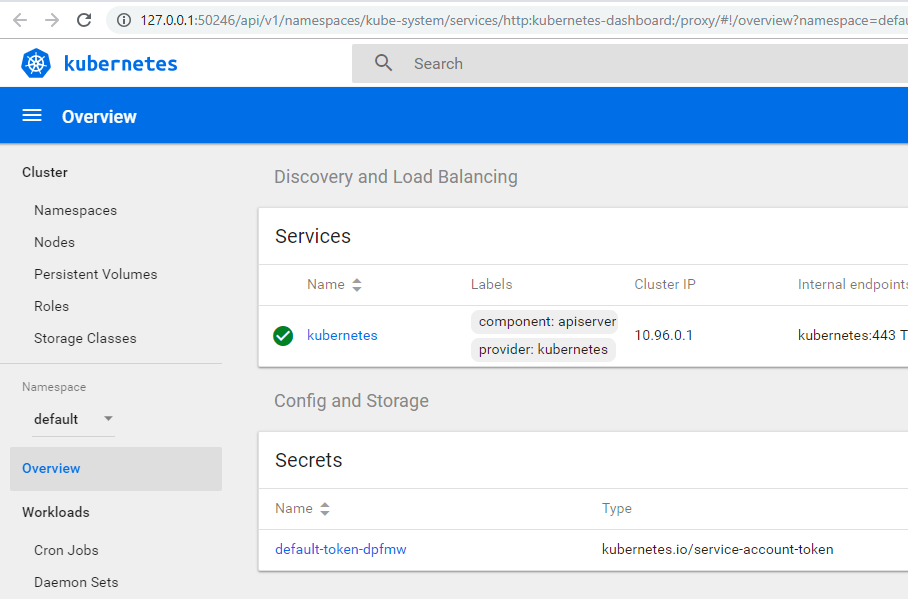 127.0.0.1:50246/api/v1/namespaces/kube-system/services/http:kubernetes-dashboard:/proxy/#!/overview?namespace=defau
kubernetes
Search
Overview
Cluster
Namespaces
Nodes
Persistent Volumes
Roles
Storage Classes
Namespace
default
Overview
Workloads
Cron Jobs
Daemon Sets
Discovery and Load Balancing
Services
Name Labels Cluster IP Internal endpoints
kubernetes component: apiserver provider: kubernetes 10.96.0.1 kubernetes:443 T
Config and Storage
Secrets
Name Type
default-token-dpfmw kubernetes.io/service-account-token